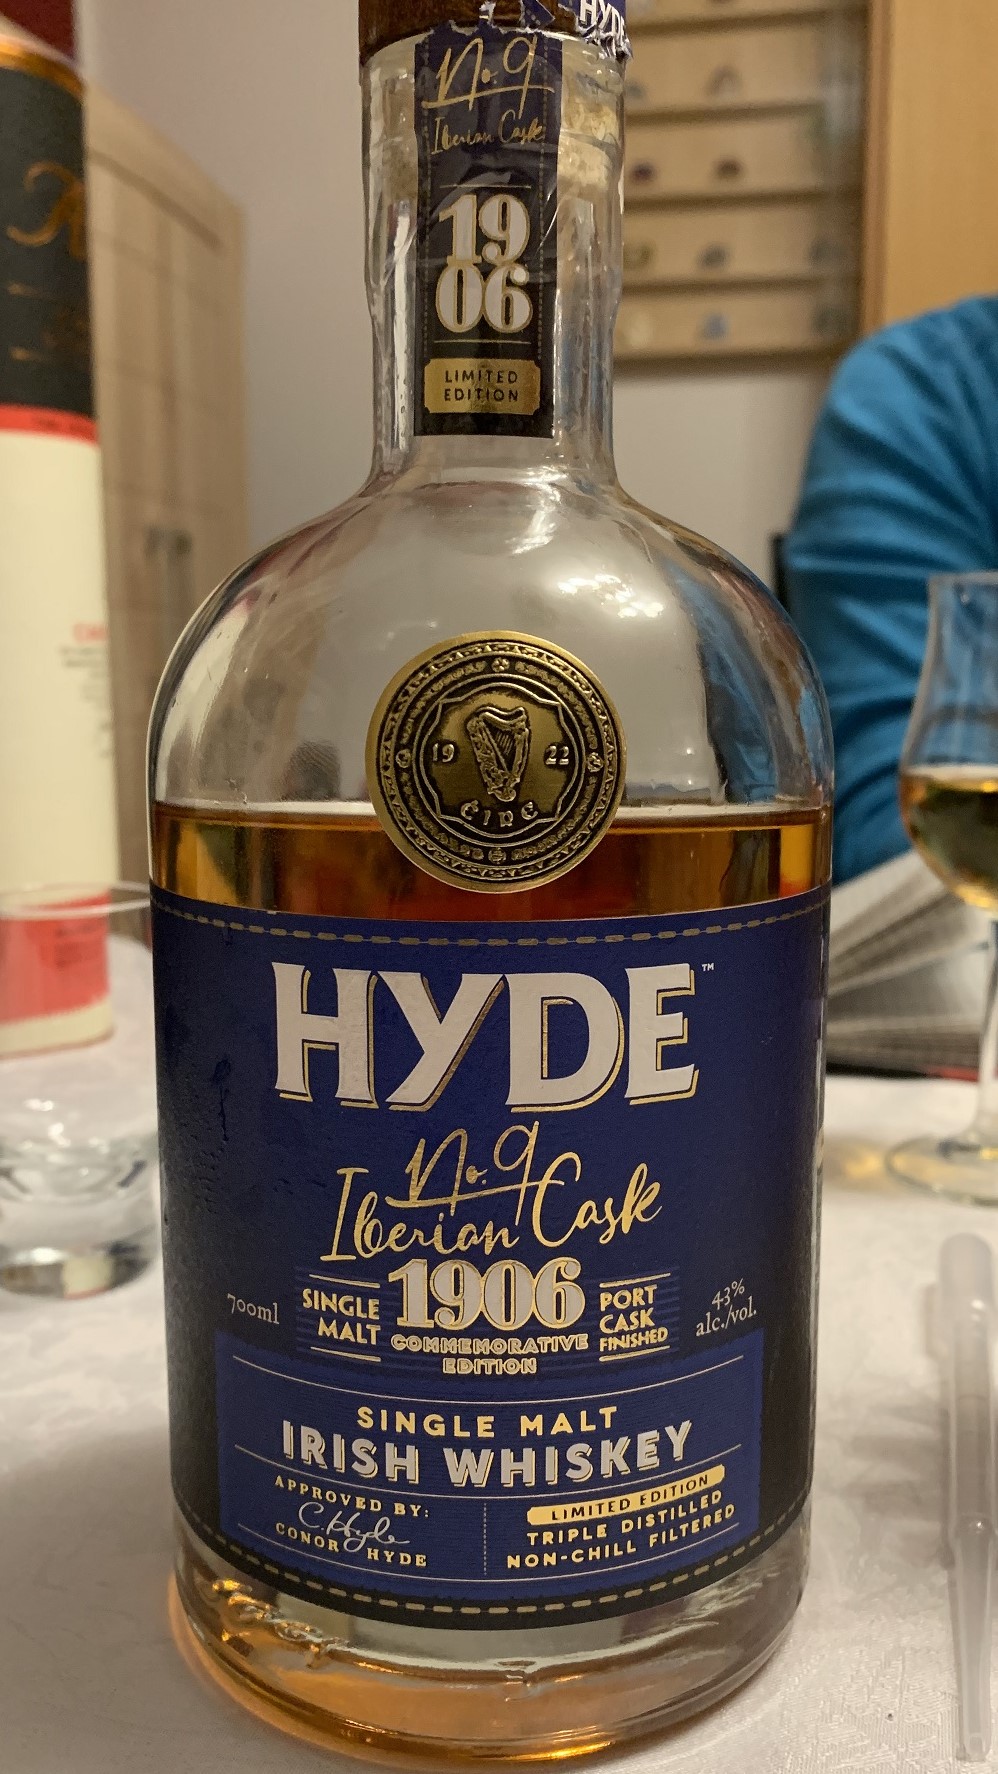 HYDE
No. 9
Iberian Cask
19
06
LIMITED
EDITION
19 22
ÉIRE
HYDE™
No. 9
Iberian Cask
1906
COMMEMORATIVE
EDITION
700ml
SINGLE
MALT
PORT
CASK
FINISHED
43%
alc./vol.
SINGLE MALT
IRISH WHISKEY
APPROVED BY:
C. Hyde
CONOR HYDE
LIMITED EDITION
TRIPLE DISTILLED
NON-CHILL FILTERED